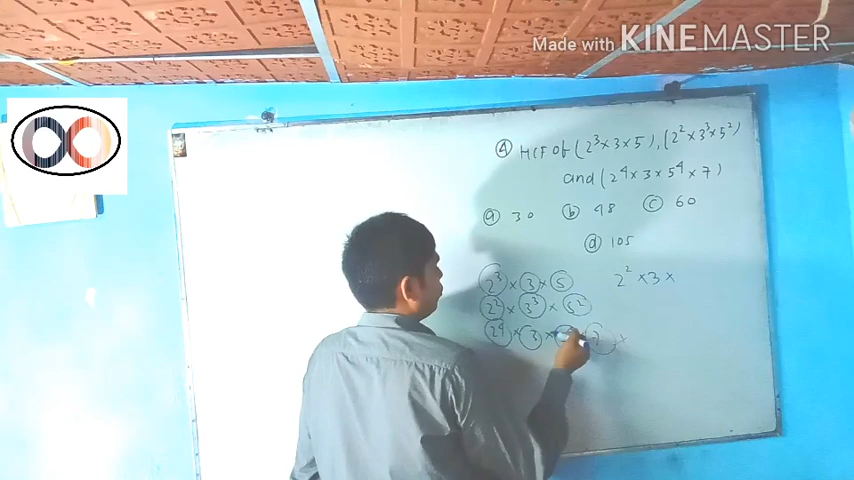 Made with KINEMASTER
④ HCF of (2³×3×5), (2²×3³×5²)
and (2⁴×3×5⁴×7)
ⓐ 30 ⓑ 48 ⓒ 60
ⓓ 105
2³ × 3 × 5
2² × 3³ × 5²
2⁴ × 3 ×
2² × 3 ×